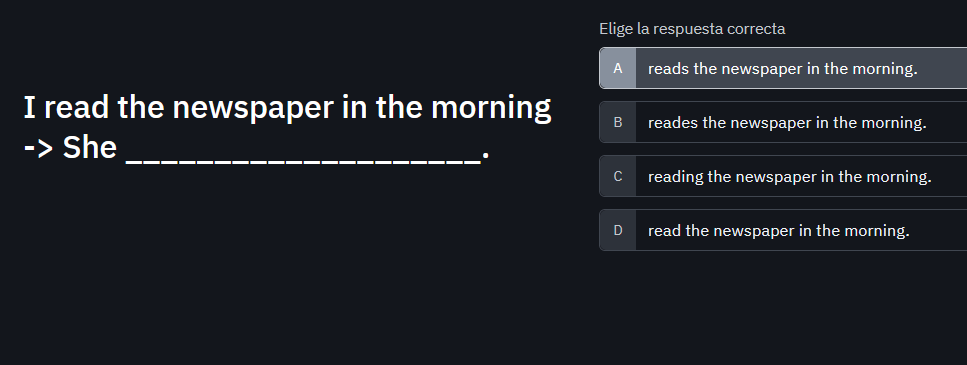 I read the newspaper in the morning
-> She ____________________.
Elige la respuesta correcta
A reads the newspaper in the morning.
B reades the newspaper in the morning.
C reading the newspaper in the morning.
D read the newspaper in the morning.